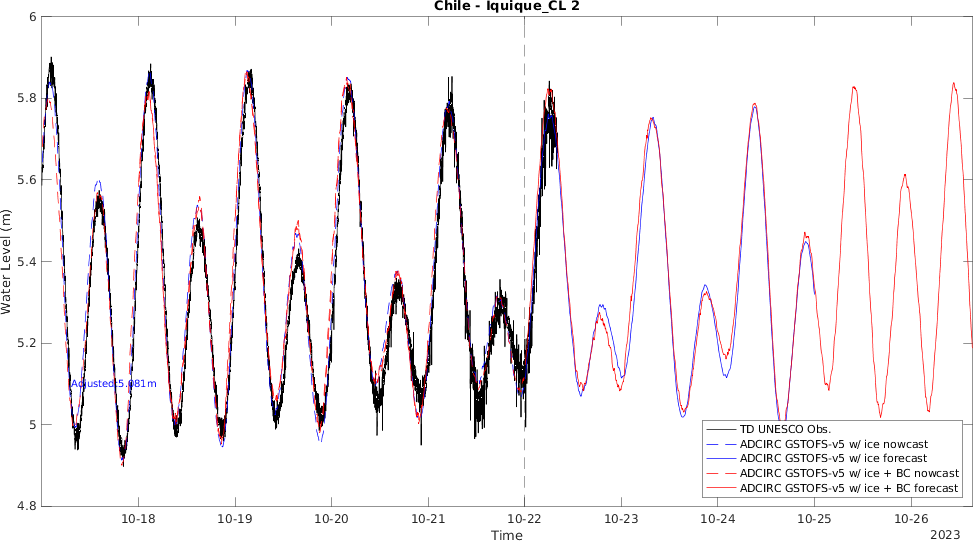 Chile - Iquique_CL 2
Water Level (m)
6
5.8
5.6
5.4
5.2
5
4.8
Adjusted:5.081m
TD UNESCO Obs.
ADCIRC GSTOFS-v5 w/ ice nowcast
ADCIRC GSTOFS-v5 w/ ice forecast
ADCIRC GSTOFS-v5 w/ ice + BC nowcast
ADCIRC GSTOFS-v5 w/ ice + BC forecast
10-18 10-19 10-20 10-21 10-22 10-23 10-24 10-25 10-26
Time
2023